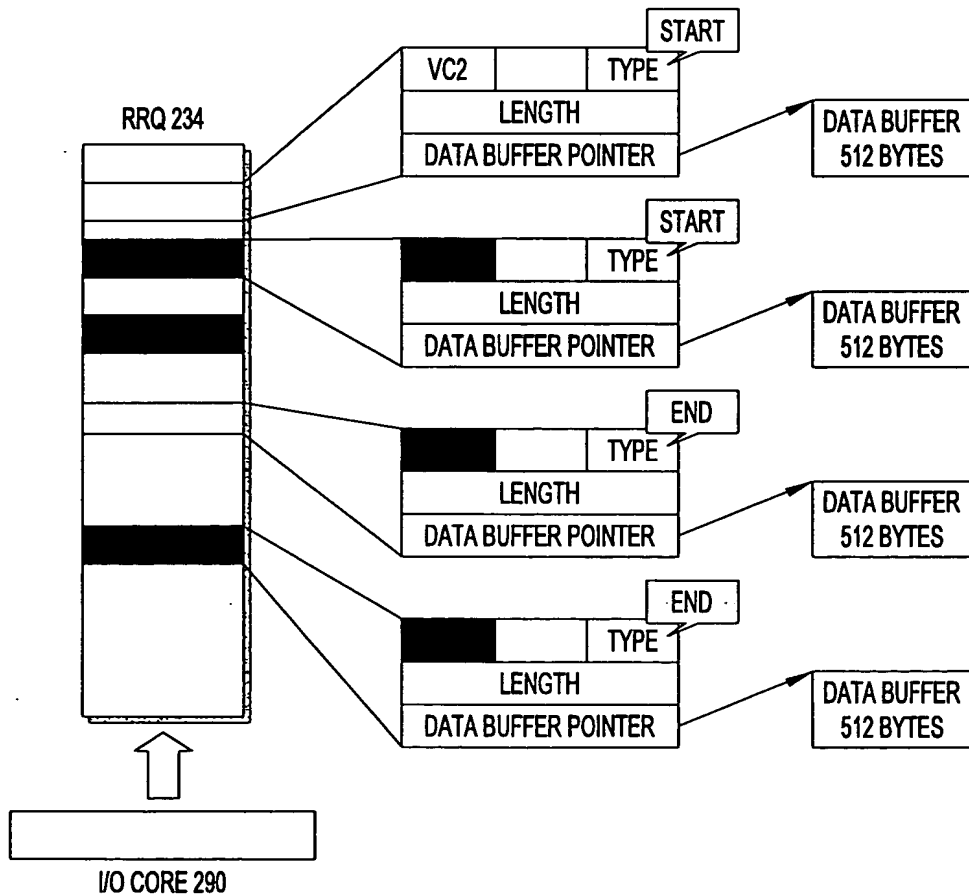 START
VC2 TYPE
LENGTH
DATA BUFFER POINTER
DATA BUFFER
512 BYTES
RRQ 234
START
TYPE
LENGTH
DATA BUFFER POINTER
DATA BUFFER
512 BYTES
END
TYPE
LENGTH
DATA BUFFER POINTER
DATA BUFFER
512 BYTES
END
TYPE
LENGTH
DATA BUFFER POINTER
DATA BUFFER
512 BYTES
I/O CORE 290